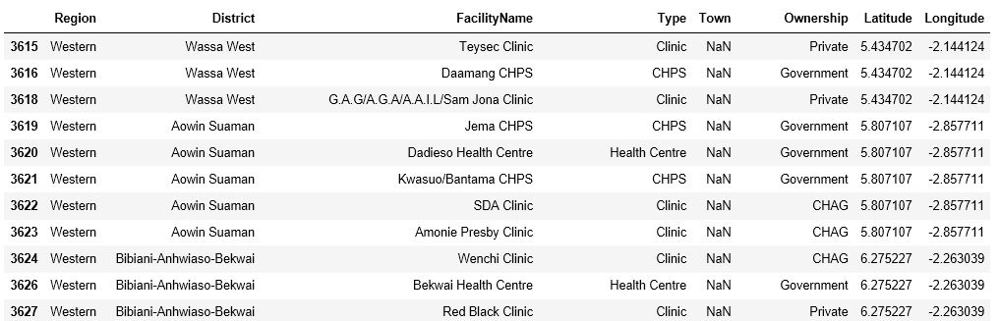 Region District FacilityName Type Town Ownership Latitude Longitude
3615 Western Wassa West Teysec Clinic Clinic NaN Private 5.434702 -2.144124
3616 Western Wassa West Daamang CHPS CHPS NaN Government 5.434702 -2.144124
3618 Western Wassa West G.A.G/A.G.A/A.A.I.L/Sam Jona Clinic Clinic NaN Private 5.434702 -2.144124
3619 Western Aowin Suaman Jema CHPS CHPS NaN Government 5.807107 -2.857711
3620 Western Aowin Suaman Dadieso Health Centre Health Centre NaN Government 5.807107 -2.857711
3621 Western Aowin Suaman Kwasuo/Bantama CHPS CHPS NaN Government 5.807107 -2.857711
3622 Western Aowin Suaman SDA Clinic Clinic NaN CHAG 5.807107 -2.857711
3623 Western Aowin Suaman Amonie Presby Clinic Clinic NaN CHAG 5.807107 -2.857711
3624 Western Bibiani-Anhwiaso-Bekwai Wenchi Clinic Clinic NaN CHAG 6.275227 -2.263039
3626 Western Bibiani-Anhwiaso-Bekwai Bekwai Health Centre Health Centre NaN Government 6.275227 -2.263039
3627 Western Bibiani-Anhwiaso-Bekwai Red Black Clinic Clinic NaN Private 6.275227 -2.263039